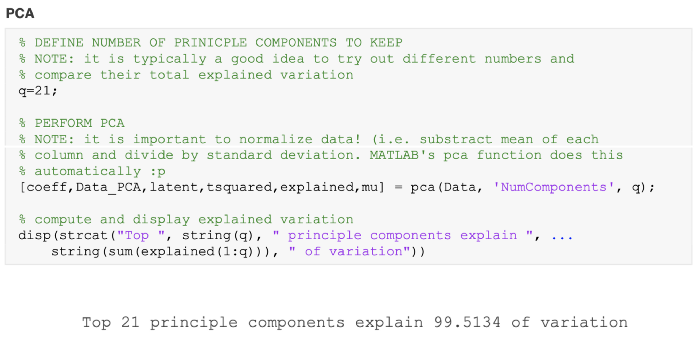 PCA
% DEFINE NUMBER OF PRINICPLE COMPONENTS TO KEEP
% NOTE: it is typically a good idea to try out different numbers and
% compare their total explained variation
q=21;
% PERFORM PCA
% NOTE: it is important to normalize data! (i.e. substract mean of each
% column and divide by standard deviation. MATLAB's pca function does this
% automatically :p
[coeff,Data_PCA,latent,tsquared,explained,mu] = pca(Data, 'NumComponents', q);
% compute and display explained variation
disp(strcat("Top ", string(q), " principle components explain ", ...
    string(sum(explained(1:q))), " of variation"))
Top 21 principle components explain 99.5134 of variation